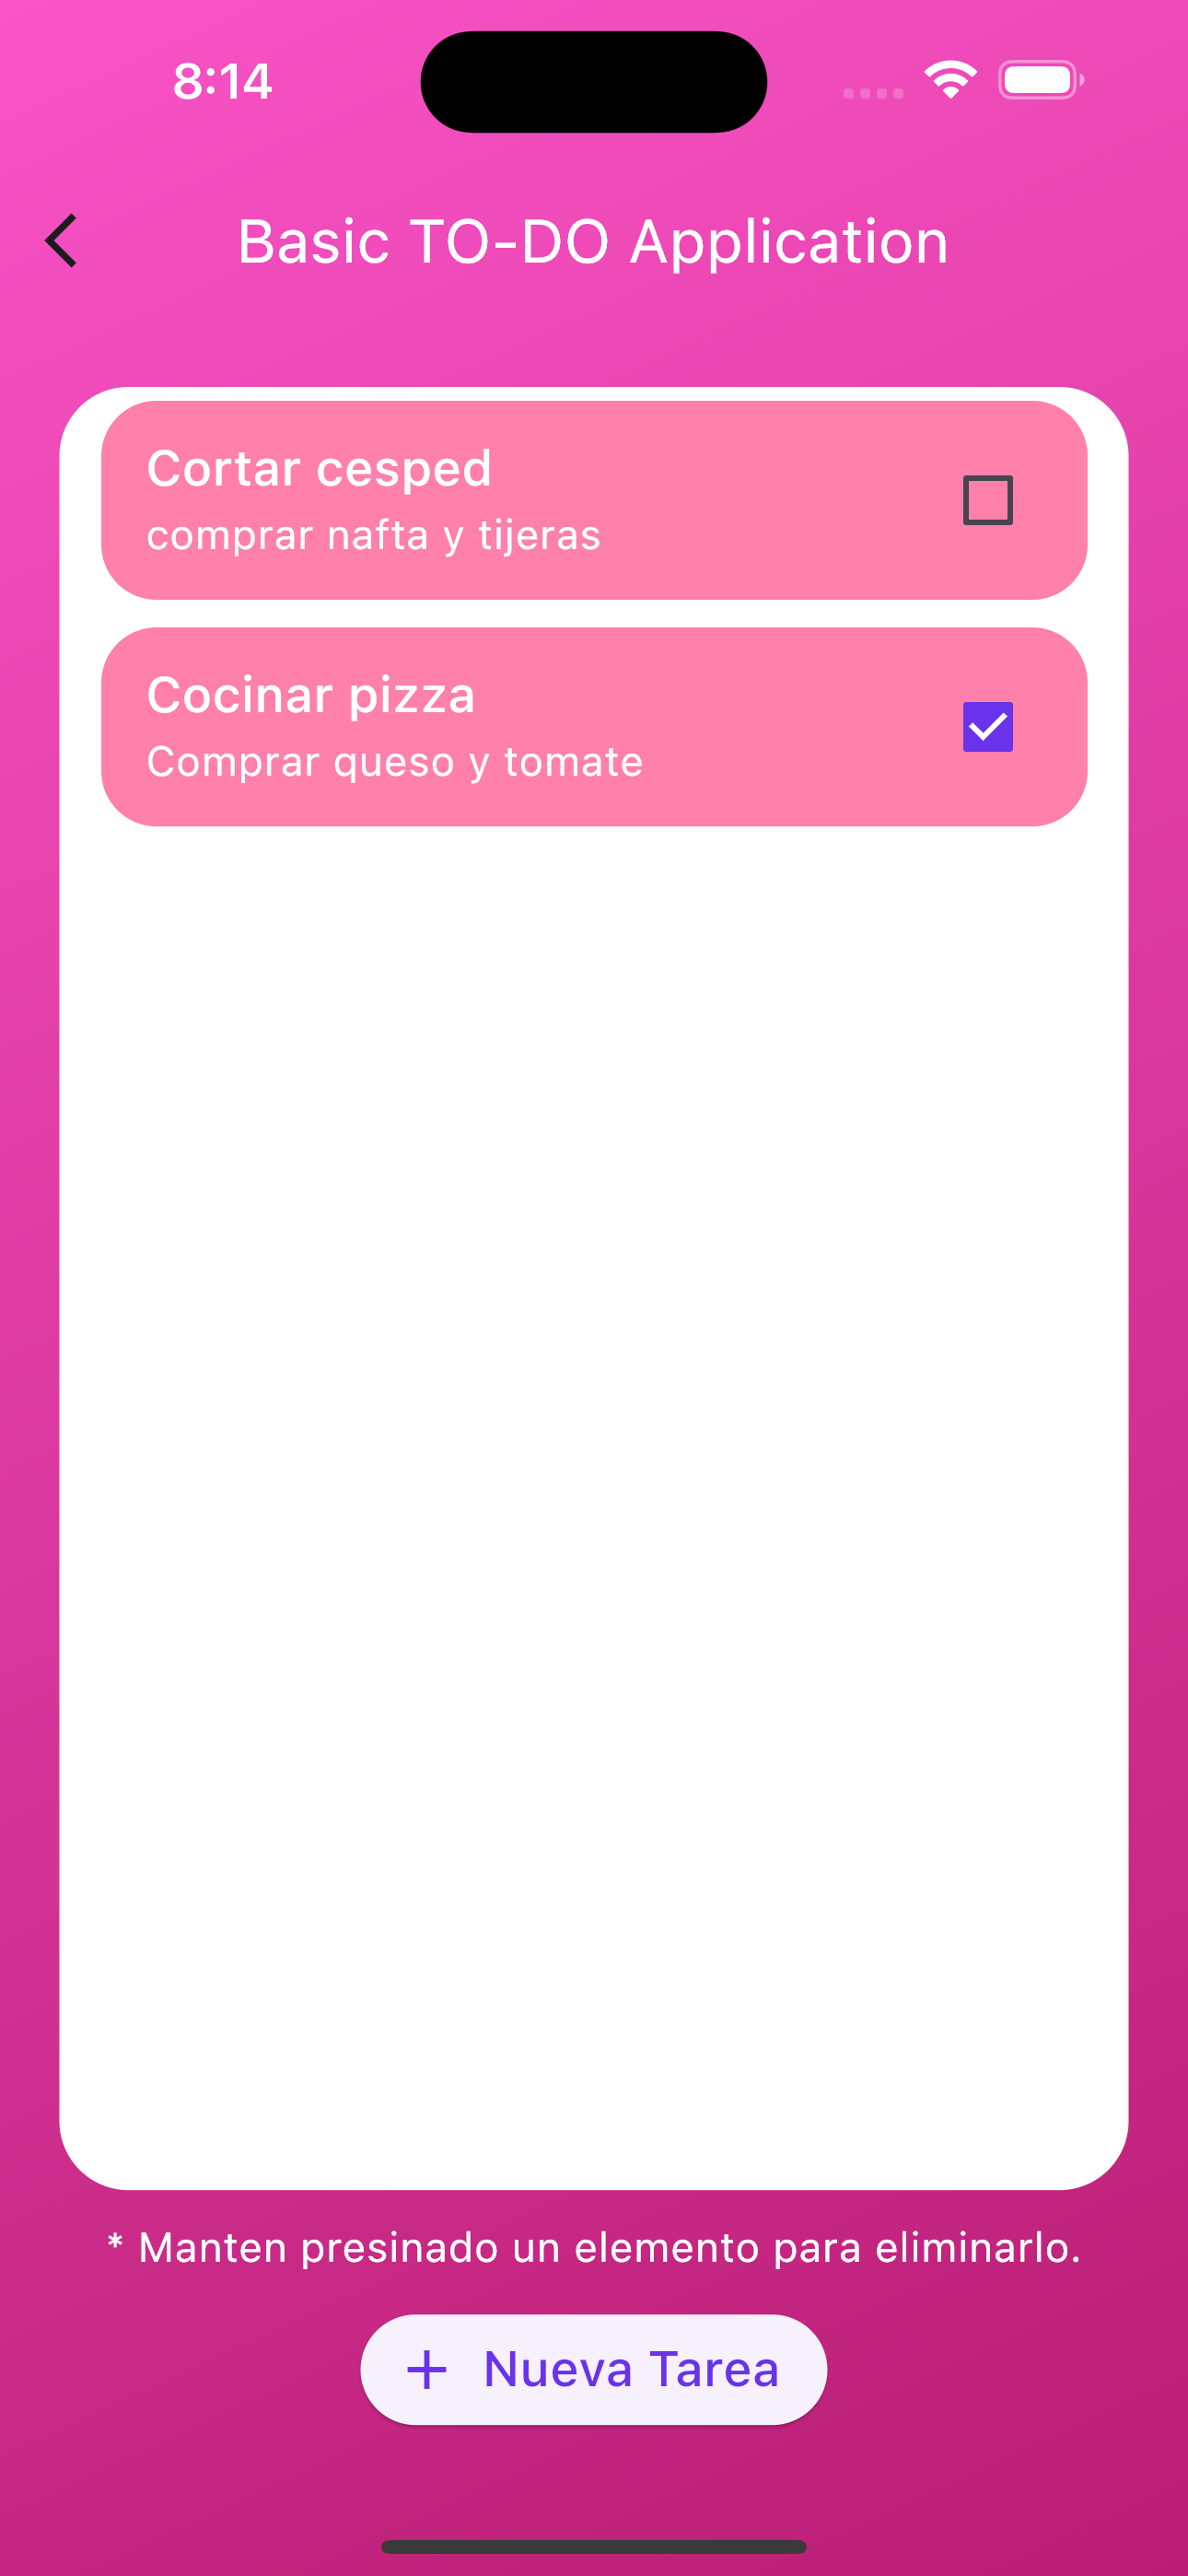 8:14
Basic TO-DO Application
Cortar cesped
comprar nafta y tijeras
Cocinar pizza
Comprar queso y tomate
* Manten presinado un elemento para eliminarlo.
+ Nueva Tarea